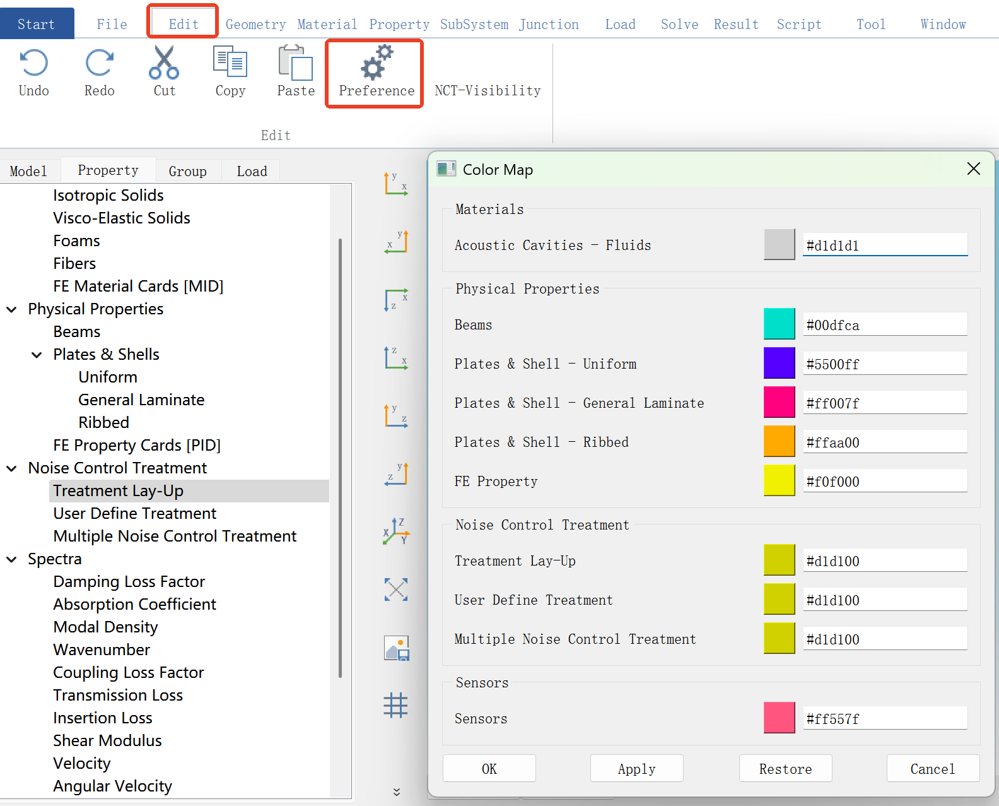 Start File Edit Geometry Material Property SubSystem Junction Load Solve Result Script Tool Window
Undo Redo Cut Copy Paste Preference NCT-Visibility
Edit
Model Property Group Load
Isotropic Solids
Visco-Elastic Solids
Foams
Fibers
FE Material Cards [MID]
Physical Properties
Beams
Plates & Shells
Uniform
General Laminate
Ribbed
FE Property Cards [PID]
Noise Control Treatment
Treatment Lay-Up
User Define Treatment
Multiple Noise Control Treatment
Spectra
Damping Loss Factor
Absorption Coefficient
Modal Density
Wavenumber
Coupling Loss Factor
Transmission Loss
Insertion Loss
Shear Modulus
Velocity
Angular Velocity
y
x
y
x
x
z
z
x
y
z
y
z
Z
X
Y
Color Map
Materials
Acoustic Cavities - Fluids #d1d1d1
Physical Properties
Beams #00dfca
Plates & Shell - Uniform #5500ff
Plates & Shell - General Laminate #ff007f
Plates & Shell - Ribbed #ffaa00
FE Property #f0f000
Noise Control Treatment
Treatment Lay-Up #d1d100
User Define Treatment #d1d100
Multiple Noise Control Treatment #d1d100
Sensors
Sensors #ff557f
OK Apply Restore Cancel